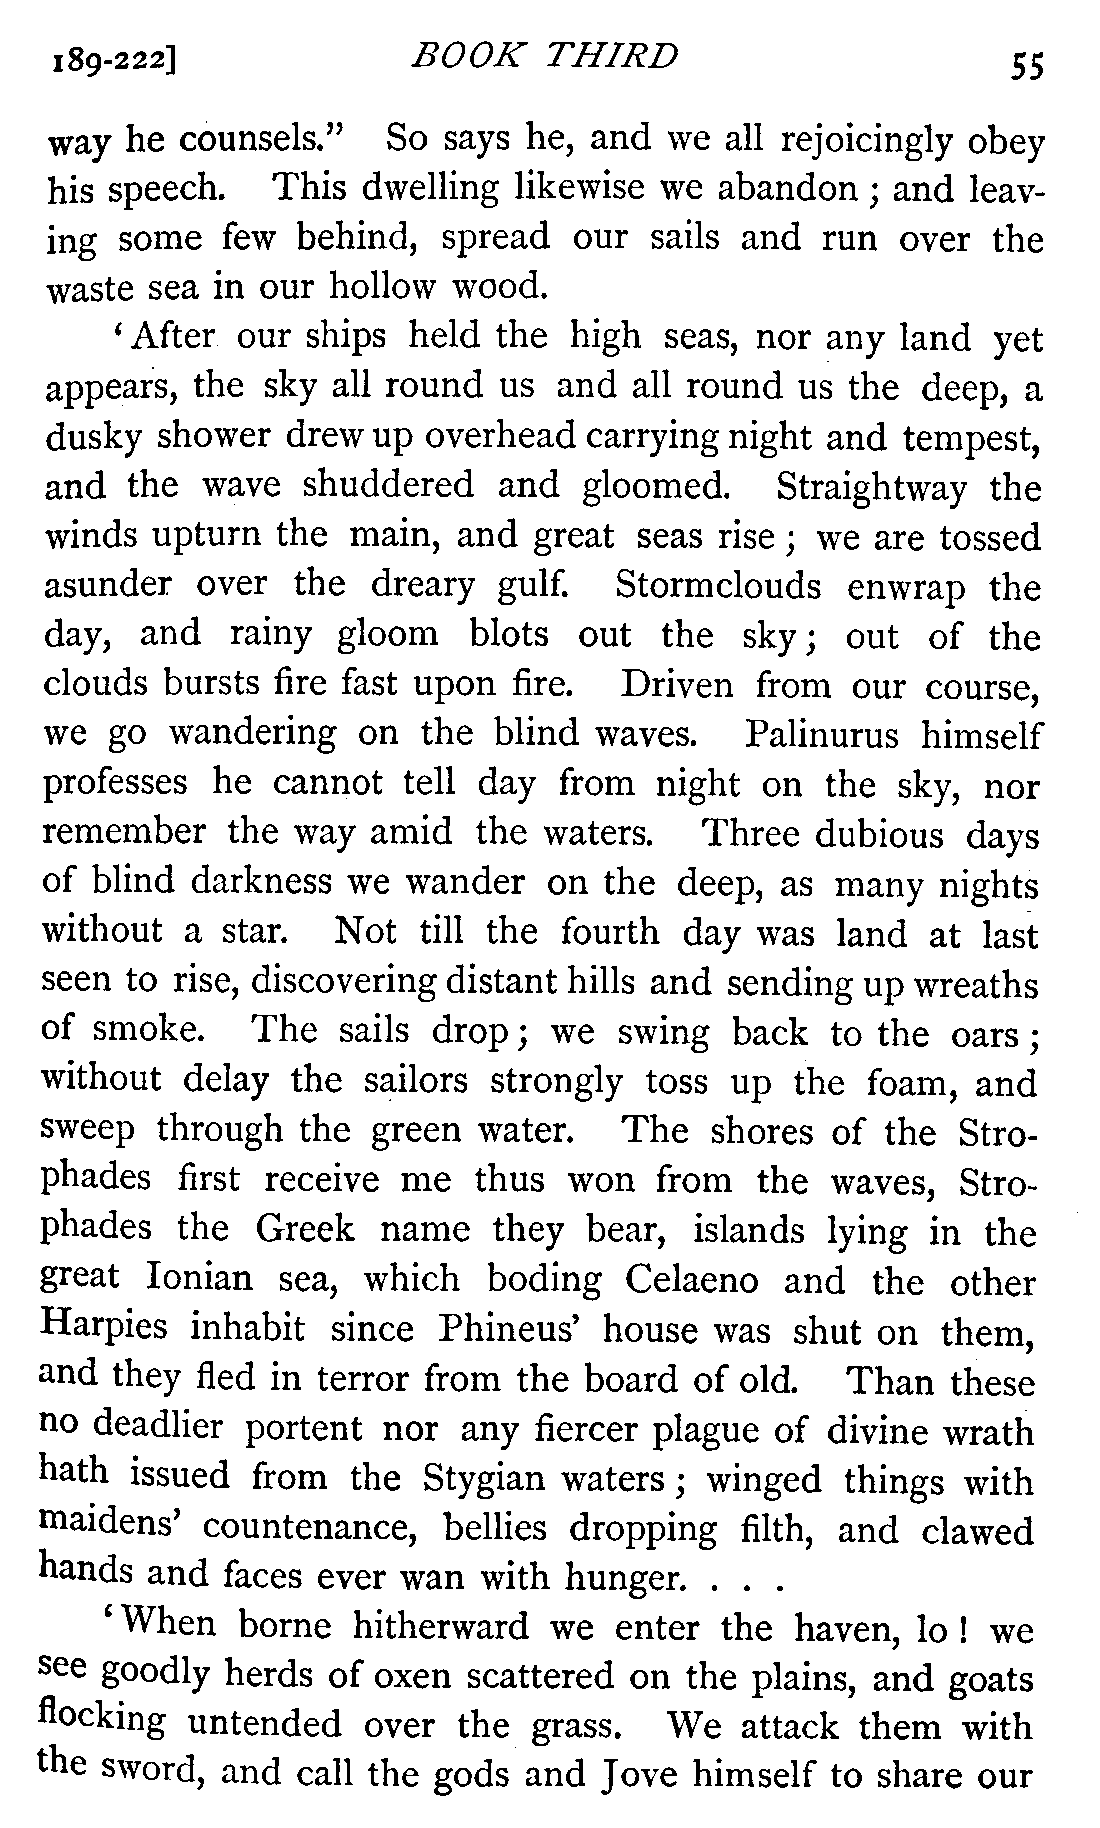 189-222] BOOK THIRD 55
way he counsels.” So says he, and we all rejoicingly obey
his speech. This dwelling likewise we abandon ; and leav-
ing some few behind, spread our sails and run over the
waste sea in our hollow wood.
‘ After our ships held the high seas, nor any land yet
appears, the sky all round us and all round us the deep, a
dusky shower drew up overhead carrying night and tempest,
and the wave shuddered and gloomed. Straightway the
winds upturn the main, and great seas rise ; we are tossed
asunder over the dreary gulf. Stormclouds enwrap the
day, and rainy gloom blots out the sky ; out of the
clouds bursts fire fast upon fire. Driven from our course,
we go wandering on the blind waves. Palinurus himself
professes he cannot tell day from night on the sky, nor
remember the way amid the waters. Three dubious days
of blind darkness we wander on the deep, as many nights
without a star. Not till the fourth day was land at last
seen to rise, discovering distant hills and sending up wreaths
of smoke. The sails drop ; we swing back to the oars ;
without delay the sailors strongly toss up the foam, and
sweep through the green water. The shores of the Stro-
phades first receive me thus won from the waves, Stro-
phades the Greek name they bear, islands lying in the
great Ionian sea, which boding Celaeno and the other
Harpies inhabit since Phineus’ house was shut on them,
and they fled in terror from the board of old. Than these
no deadlier portent nor any fiercer plague of divine wrath
hath issued from the Stygian waters ; winged things with
maidens’ countenance, bellies dropping filth, and clawed
hands and faces ever wan with hunger. . . .
‘ When borne hitherward we enter the haven, lo ! we
see goodly herds of oxen scattered on the plains, and goats
flocking untended over the grass. We attack them with
the sword, and call the gods and Jove himself to share our